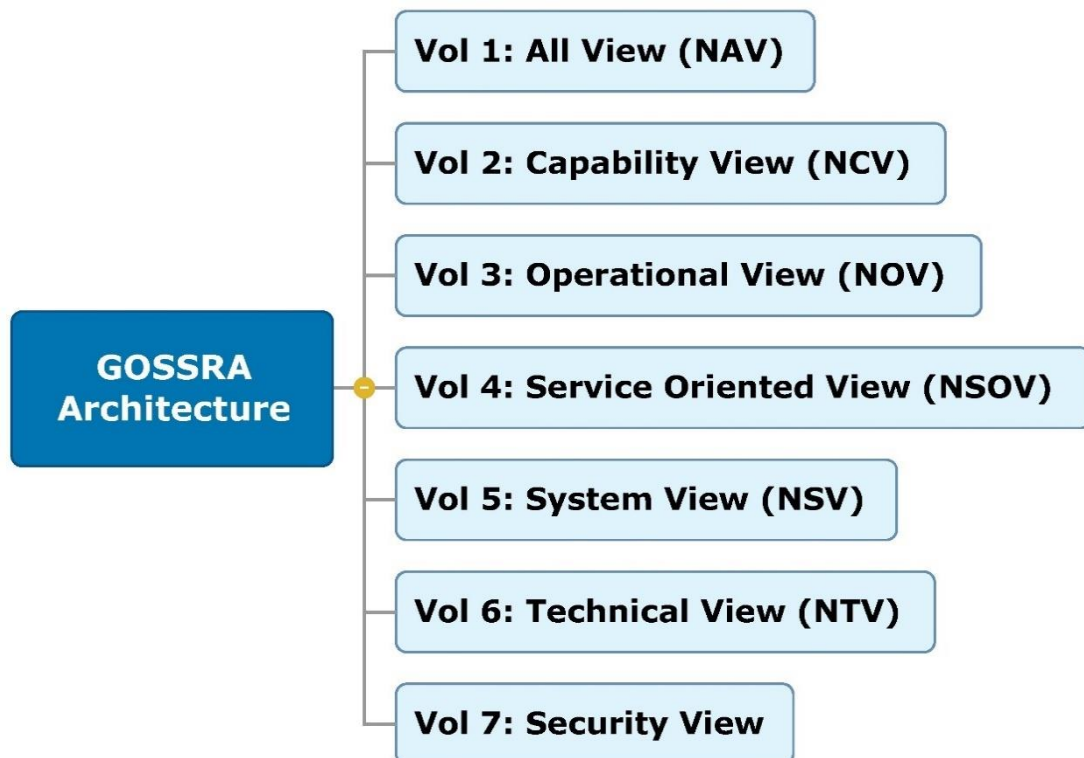 Vol 1: All View (NAV)
Vol 2: Capability View (NCV)
Vol 3: Operational View (NOV)
GOSSRA
Architecture
Vol 4: Service Oriented View (NSOV)
Vol 5: System View (NSV)
Vol 6: Technical View (NTV)
Vol 7: Security View